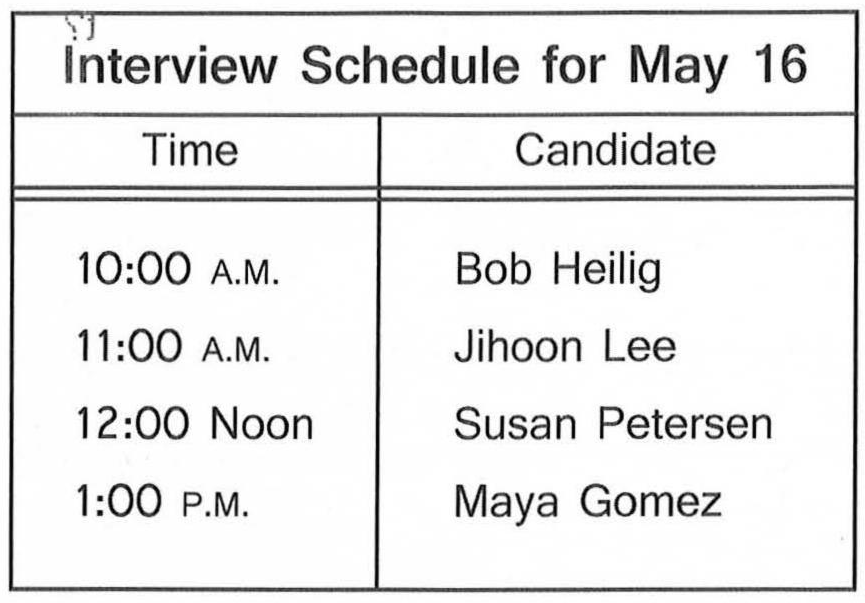 Interview Schedule for May 16
Time Candidate
10:00 A.M. Bob Heilig
11:00 A.M. Jihoon Lee
12:00 Noon Susan Petersen
1:00 P.M. Maya Gomez